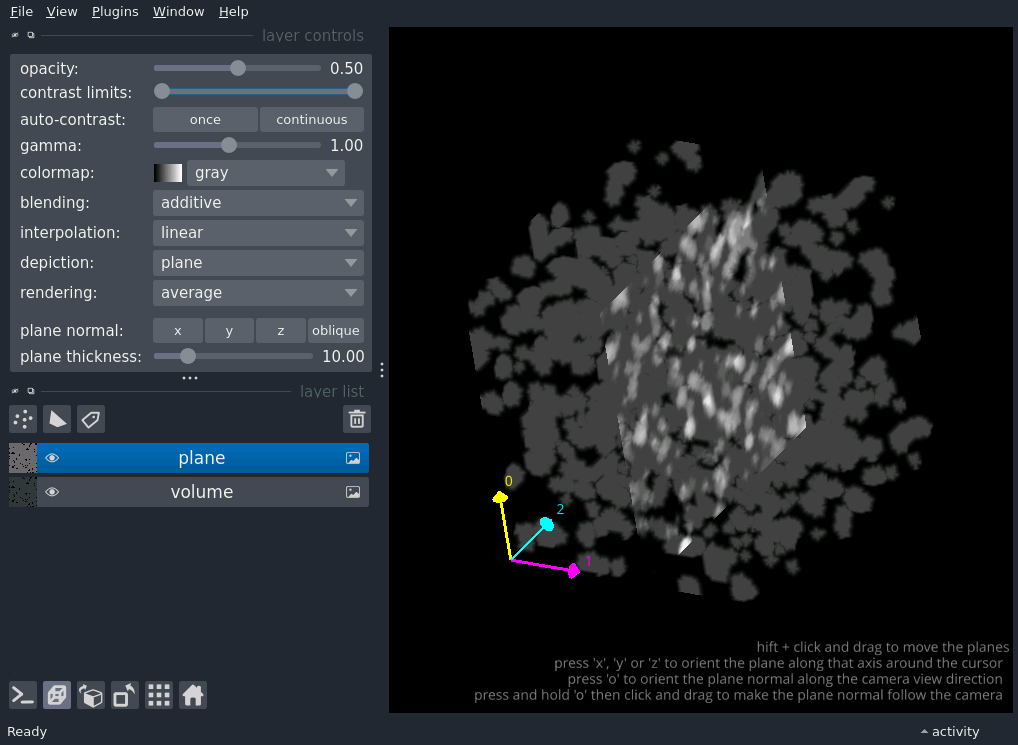 File View Plugins Window Help
layer controls
opacity: 0.50
contrast limits:
auto-contrast: once continuous
gamma: 1.00
colormap: gray
blending: additive
interpolation: linear
depiction: plane
rendering: average
plane normal: x y z oblique
plane thickness: 10.00
layer list
plane
volume
0
2
1
hift + click and drag to move the planes
press 'x', 'y' or 'z' to orient the plane along that axis around the cursor
press 'o' to orient the plane normal along the camera view direction
press and hold 'o' then click and drag to make the plane normal follow the camera
Ready
activity